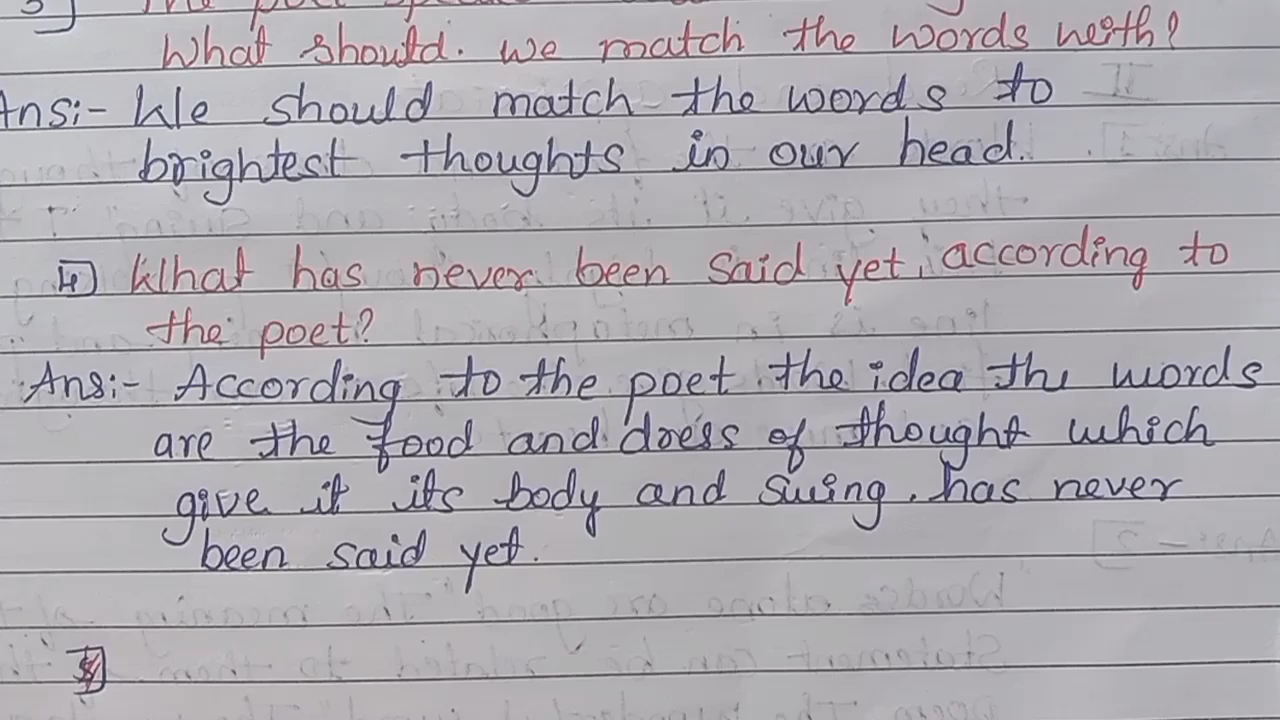 3]
What should. we match the words with?
Ans:- We should match the words to
brightest thoughts in our head.
4] What has never been said yet, according to
the poet?
Ans:- According to the poet the idea the words
are the food and dress of thought which
give it its body and swing, has never
been said yet.